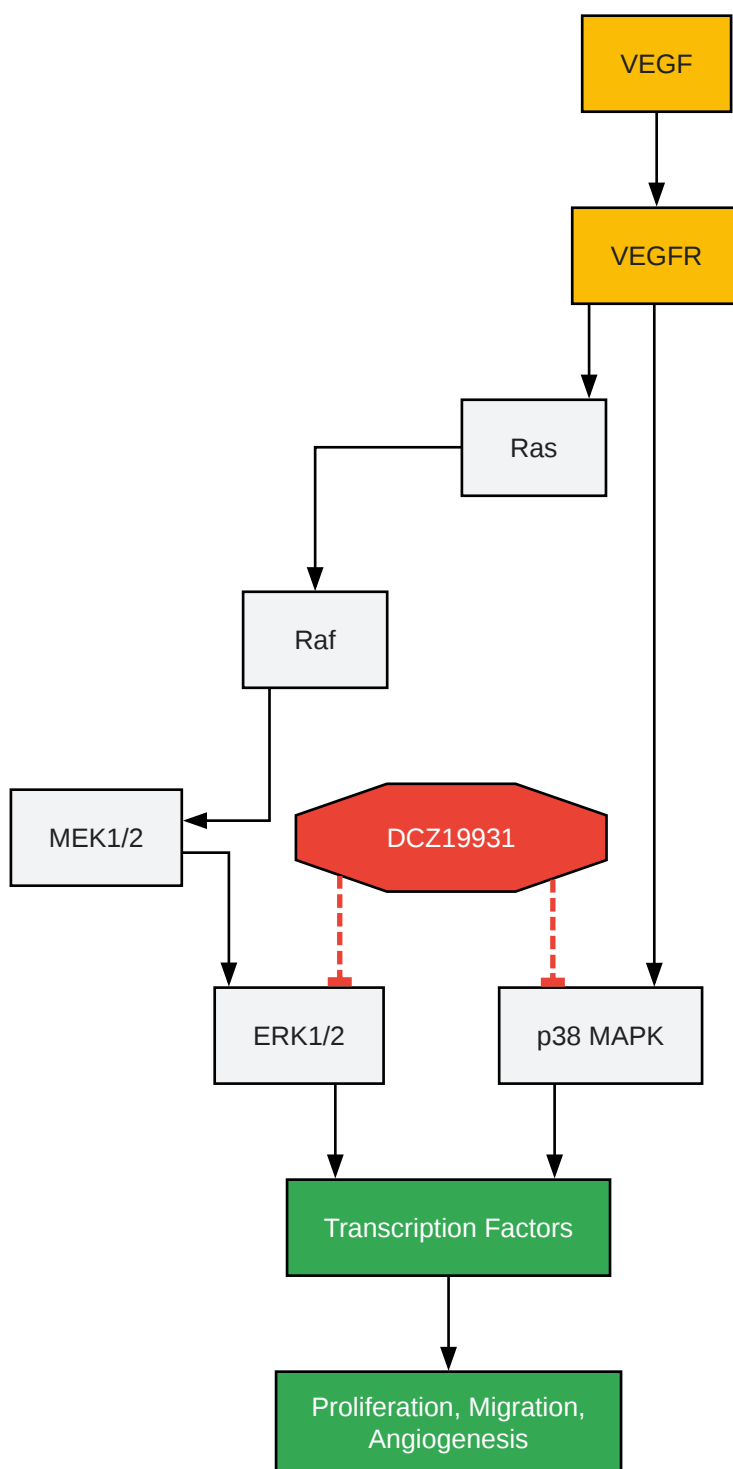 VEGF
VEGFR
Ras
Raf
MEK1/2
DCZ19931
ERK1/2
p38 MAPK
Transcription Factors
Proliferation, Migration,
Angiogenesis